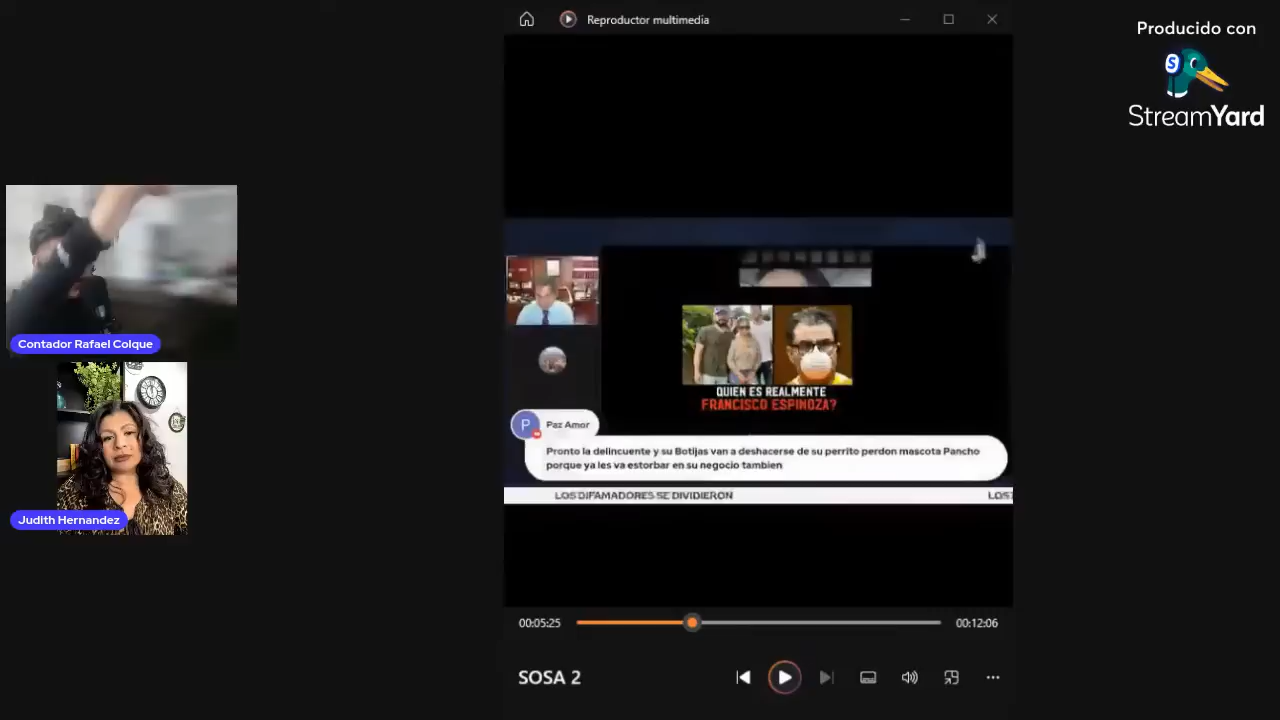 Reproductor multimedia
Producido con
StreamYard
S
Contador Rafael Colque
Judith Hernandez
QUIEN ES REALMENTE
FRANCISCO ESPINOZA?
P
Paz Amor
Pronto la delincuente y su Botijas van a deshacerse de su perrito perdon mascota Pancho
porque ya les va estorbar en su negocio tambien
LOS DIFAMADORES SE DIVIDIERON
LOS
00:05:25
00:12:06
SOSA 2